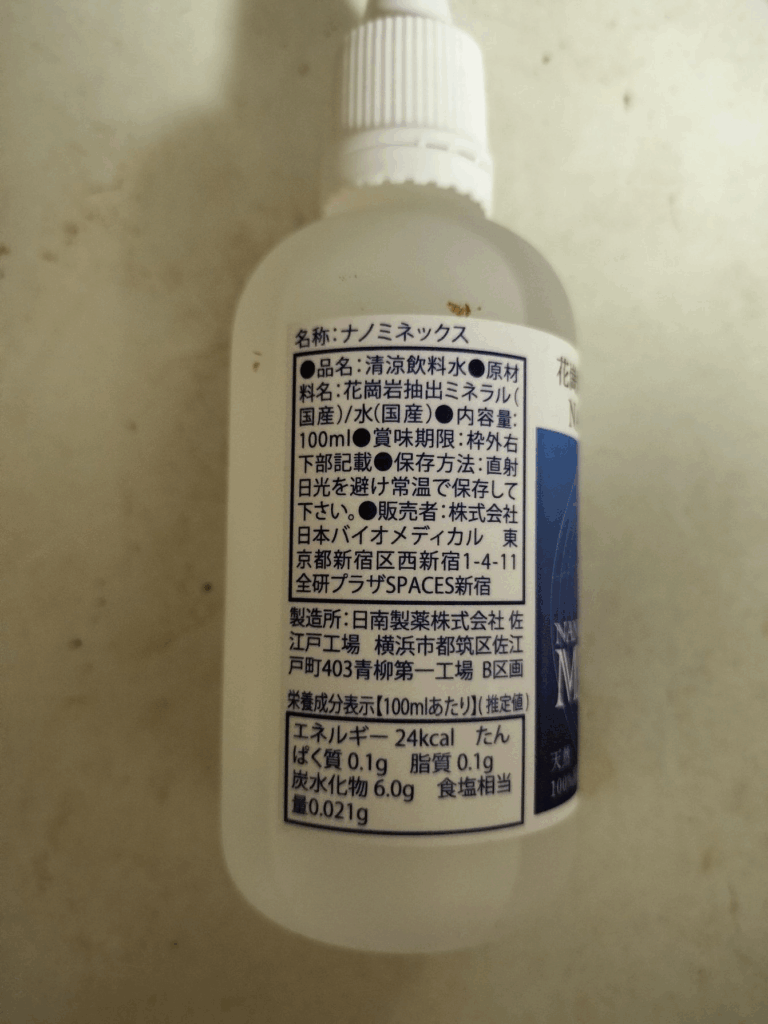 名称:ナノミネックス
●品名:清涼飲料水●原材
料名:花崗岩抽出ミネラル(
国産)/水(国産)●内容量:
100ml●賞味期限:枠外右
下部記載●保存方法:直射
日光を避け常温で保存して
下さい。●販売者:株式会社
日本バイオメディカル 東
京都新宿区西新宿1-4-11
全研プラザSPACES新宿
製造所:日南製薬株式会社 佐
江戸工場 横浜市都筑区佐江
戸町403青柳第一工場 B区画
栄養成分表示【100mlあたり】(推定値)
エネルギー 24kcal たん
ぱく質 0.1g 脂質 0.1g
炭水化物 6.0g 食塩相当
量0.021g
花崗
NAN
天然
100%